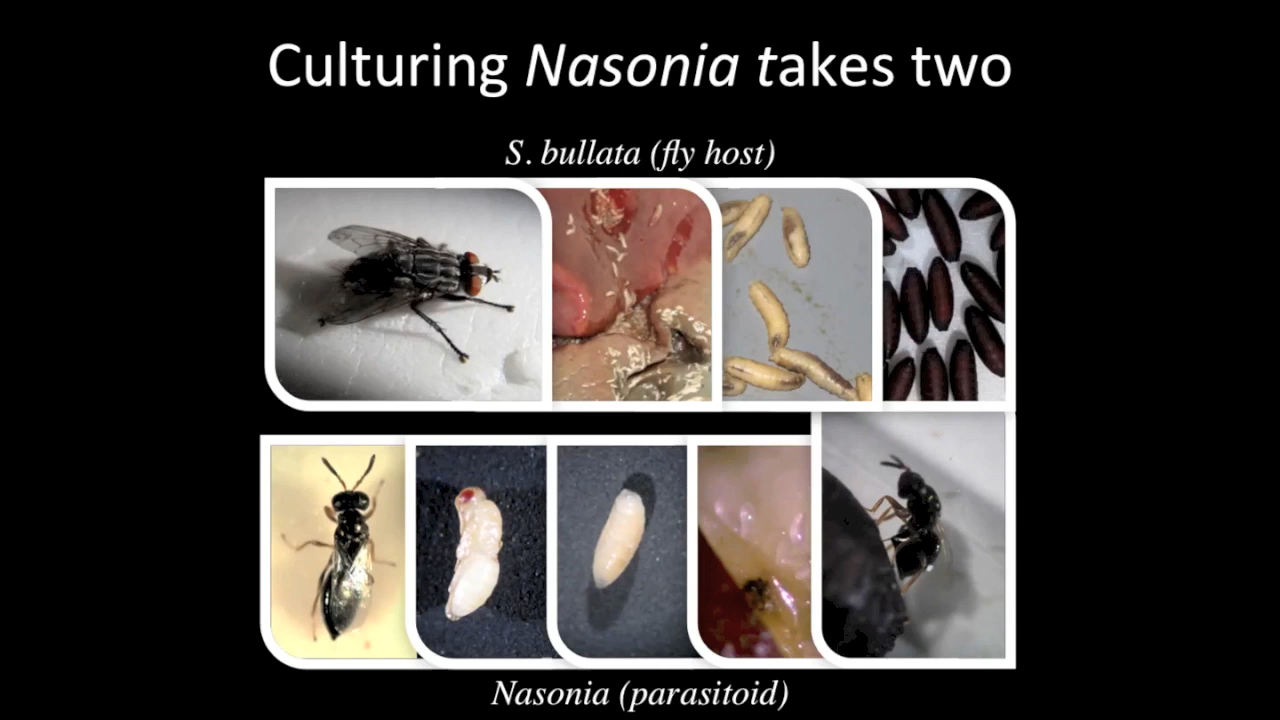 Culturing Nasonia takes two
S. bullata (fly host)
Nasonia (parasitoid)